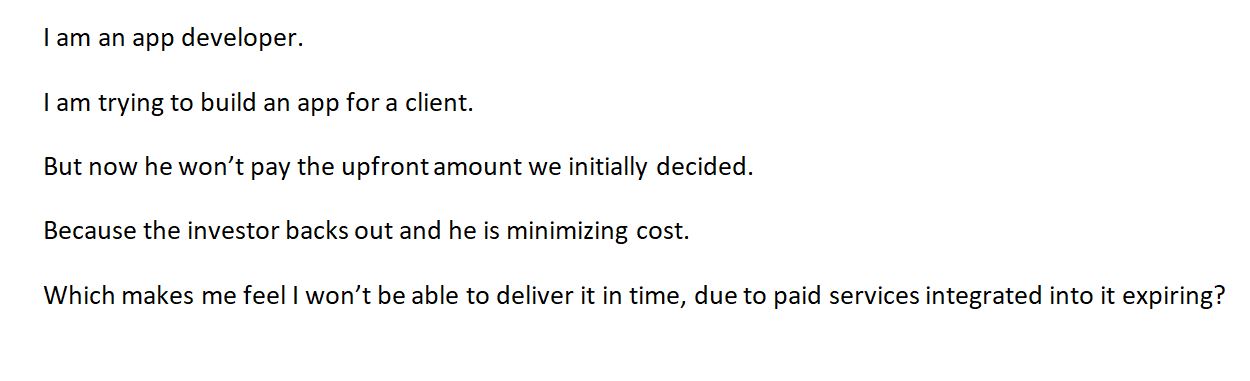 I am an app developer.
I am trying to build an app for a client.
But now he won’t pay the upfront amount we initially decided.
Because the investor backs out and he is minimizing cost.
Which makes me feel I won’t be able to deliver it in time, due to paid services integrated into it expiring?